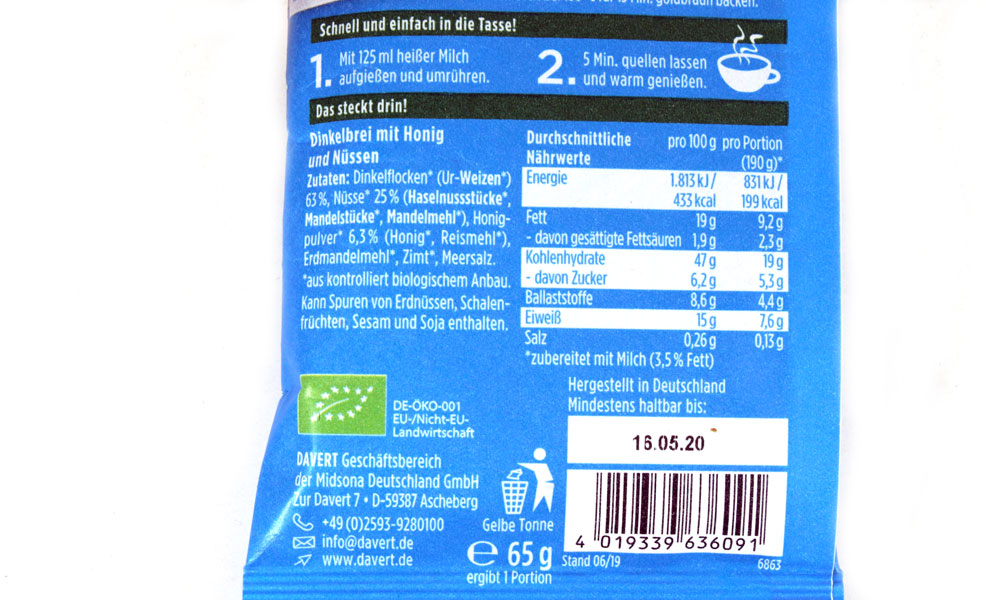 goldbraun backen.
Schnell und einfach in die Tasse!
1. Mit 125 ml heißer Milch
aufgießen und umrühren.
2. 5 Min. quellen lassen
und warm genießen.
Das steckt drin!
Dinkelbrei mit Honig
und Nüssen
Zutaten: Dinkelflocken* (Ur-Weizen*)
63%, Nüsse* 25% (Haselnussstücke*,
Mandelstücke*, Mandelmehl*), Honig-
pulver* 6,3% (Honig*, Reismehl*),
Erdmandelmehl*, Zimt*, Meersalz.
*aus kontrolliert biologischem Anbau.
Kann Spuren von Erdnüssen, Schalen-
früchten, Sesam und Soja enthalten.
Durchschnittliche pro 100 g pro Portion
Nährwerte (190 g)*
Energie 1.813 kJ/ 831 kJ/
433 kcal 199 kcal
Fett 19 g 9,2 g
- davon gesättigte Fettsäuren 1,9 g 2,3 g
Kohlenhydrate 47 g 19 g
- davon Zucker 6,2 g 5,3 g
Ballaststoffe 8,6 g 4,4 g
Eiweiß 15 g 7,6 g
Salz 0,26 g 0,13 g
*zubereitet mit Milch (3,5% Fett)
DE-ÖKO-001
EU-/Nicht-EU-
Landwirtschaft
Hergestellt in Deutschland
Mindestens haltbar bis:
16.05.20
DAVERT Geschäftsbereich
der Midsona Deutschland GmbH
Zur Davert 7 • D-59387 Ascheberg
+49 (0)2593-9280100
info@davert.de
www.davert.de
Gelbe Tonne
e 65 g
ergibt 1 Portion
4 019339 636091
Stand 06/19
6863